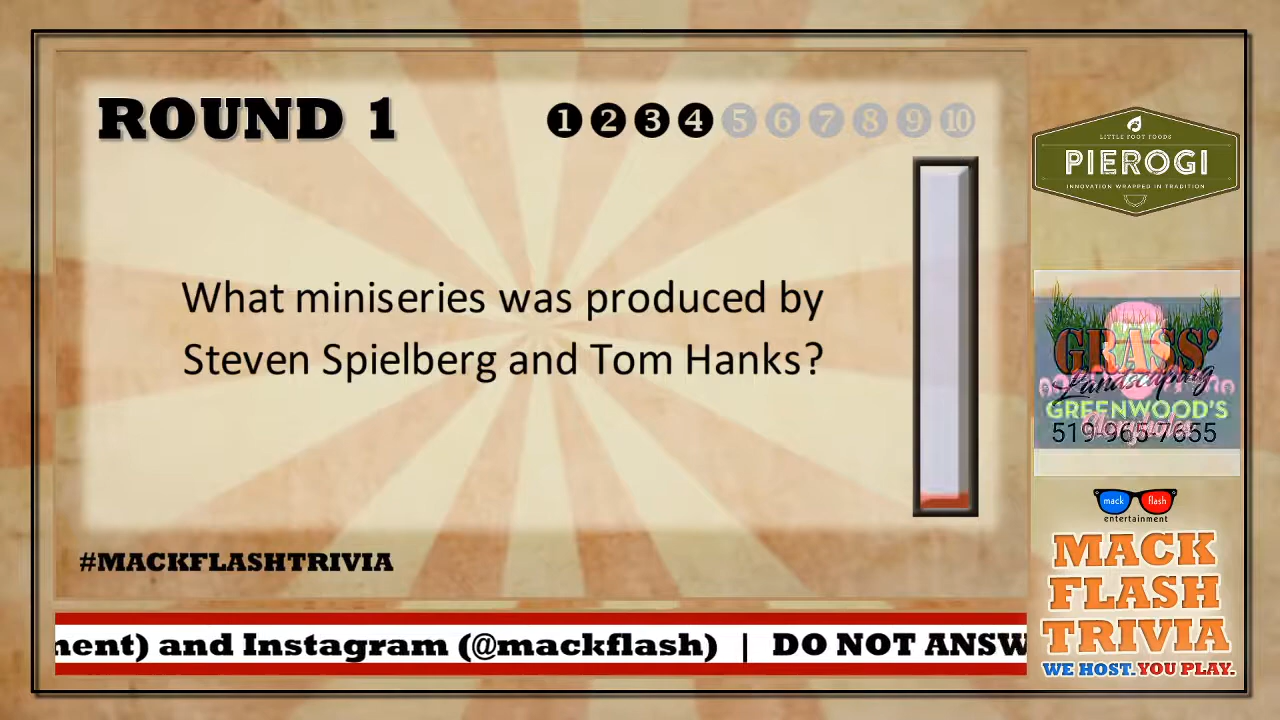 ROUND 1
1 2 3 4 5 6 7 8 9 10
What miniseries was produced by
Steven Spielberg and Tom Hanks?
#MACKFLASHTRIVIA
nent) and Instagram (@mackflash) | DO NOT ANSW
LITTLE FOOT FOODS
PIEROGI
INNOVATION WRAPPED IN TRADITION
GRASS'
Landscaping
GREENWOOD'S
519-965-7655
mack flash
entertainment
MACK
FLASH
TRIVIA
WE HOST. YOU PLAY.